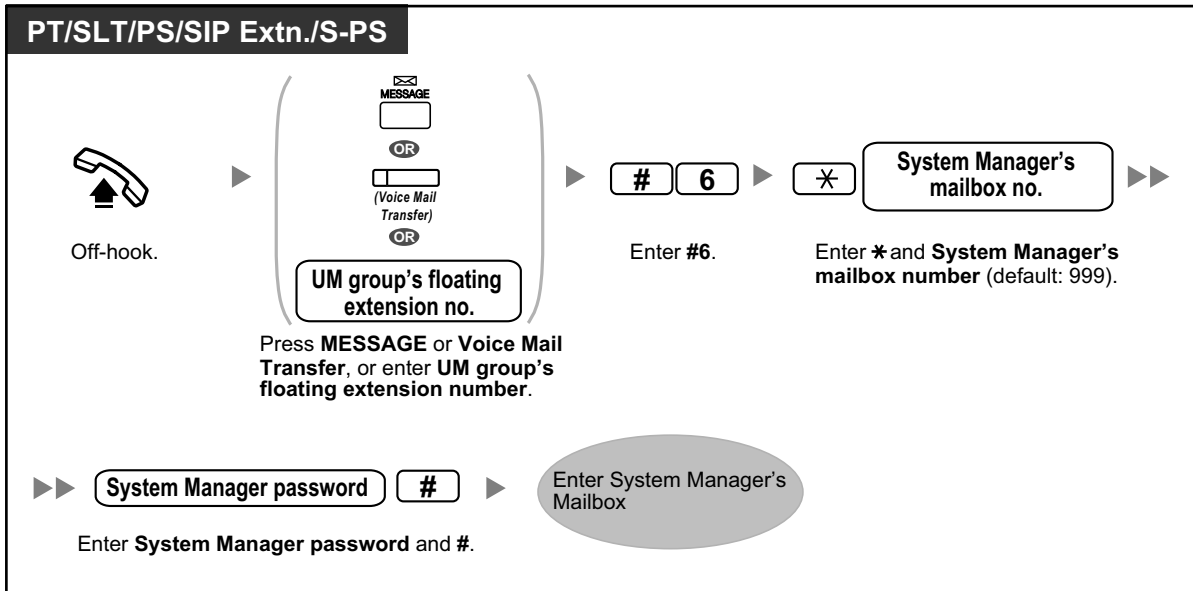 PT/SLT/PS/SIP Extn./S-PS
MESSAGE
OR
(Voice Mail
Transfer)
OR
UM group's floating
extension no.
# 6
* System Manager's
mailbox no.
Off-hook.
Press MESSAGE or Voice Mail
Transfer, or enter UM group's
floating extension number.
Enter #6.
Enter * and System Manager's
mailbox number (default: 999).
System Manager password #
Enter System Manager password and #.
Enter System Manager's
Mailbox